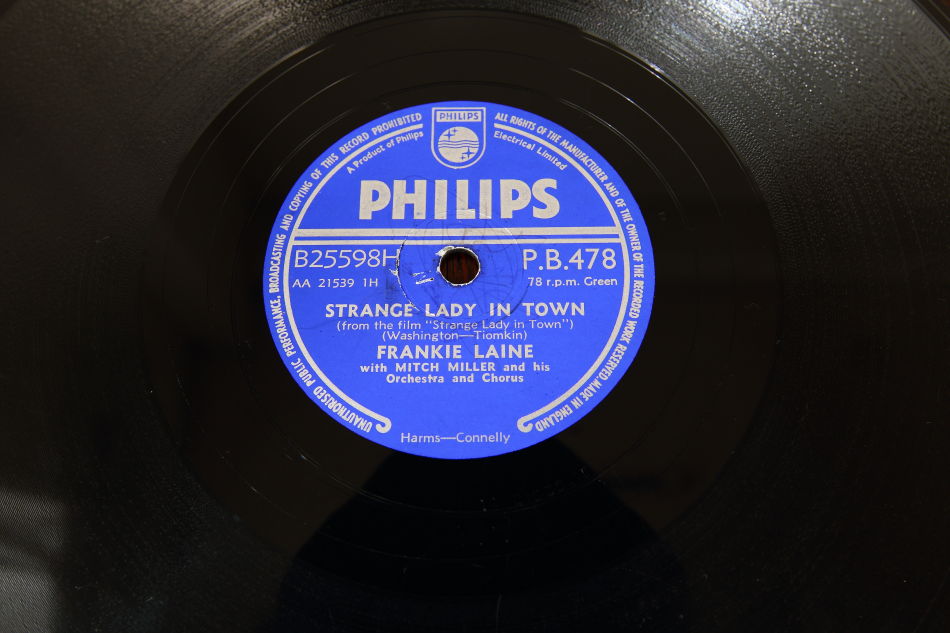 PHILIPS
UNAUTHORISED PUBLIC PERFORMANCE, BROADCASTING AND COPYING OF THIS RECORD PROHIBITED
ALL RIGHTS OF THE MANUFACTURER AND OF THE OWNER OF THE RECORDED WORK RESERVED. MADE IN ENGLAND
A Product of Philips Electrical Limited
PHILIPS
B25598H P.B.478
AA 21539 1H 78 r.p.m. Green
STRANGE LADY IN TOWN
(from the film "Strange Lady in Town")
(Washington—Tiomkin)
FRANKIE LAINE
with MITCH MILLER and his
Orchestra and Chorus
Harms—Connelly